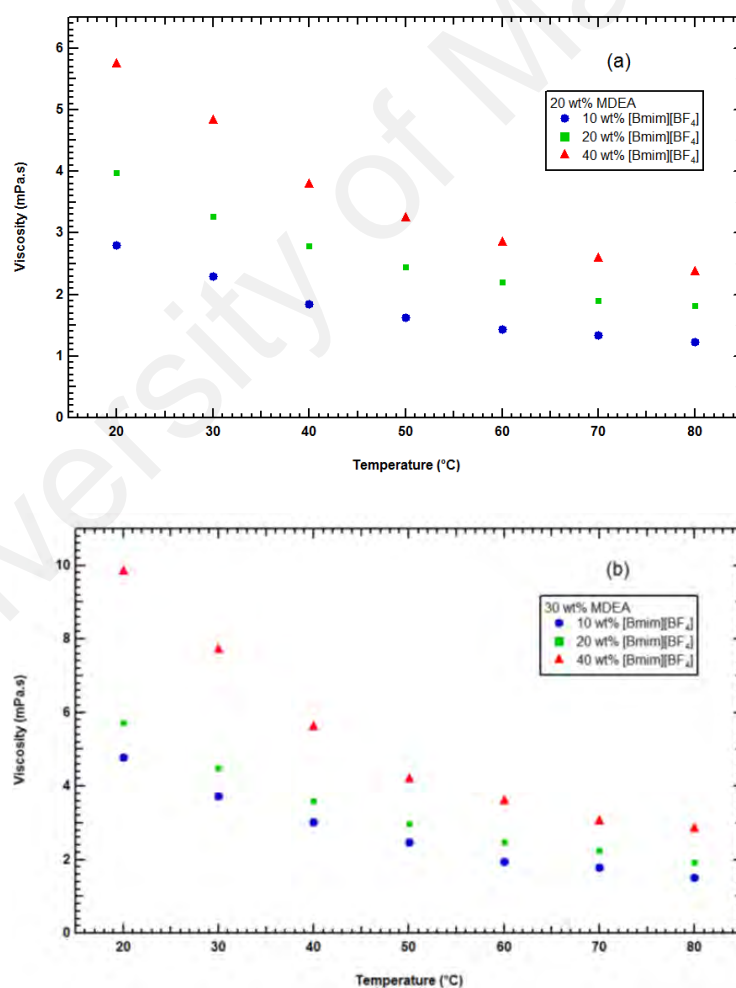 (a)
20 wt% MDEA
10 wt% [Bmim][BF₄]
20 wt% [Bmim][BF₄]
40 wt% [Bmim][BF₄]
Viscosity (mPa.s)
6
5
4
3
2
1
0
20 30 40 50 60 70 80
Temperature (°C)
(b)
30 wt% MDEA
10 wt% [Bmim][BF₄]
20 wt% [Bmim][BF₄]
40 wt% [Bmim][BF₄]
Viscosity (mPa.s)
10
8
6
4
2
0
20 30 40 50 60 70 80
Temperature (°C)